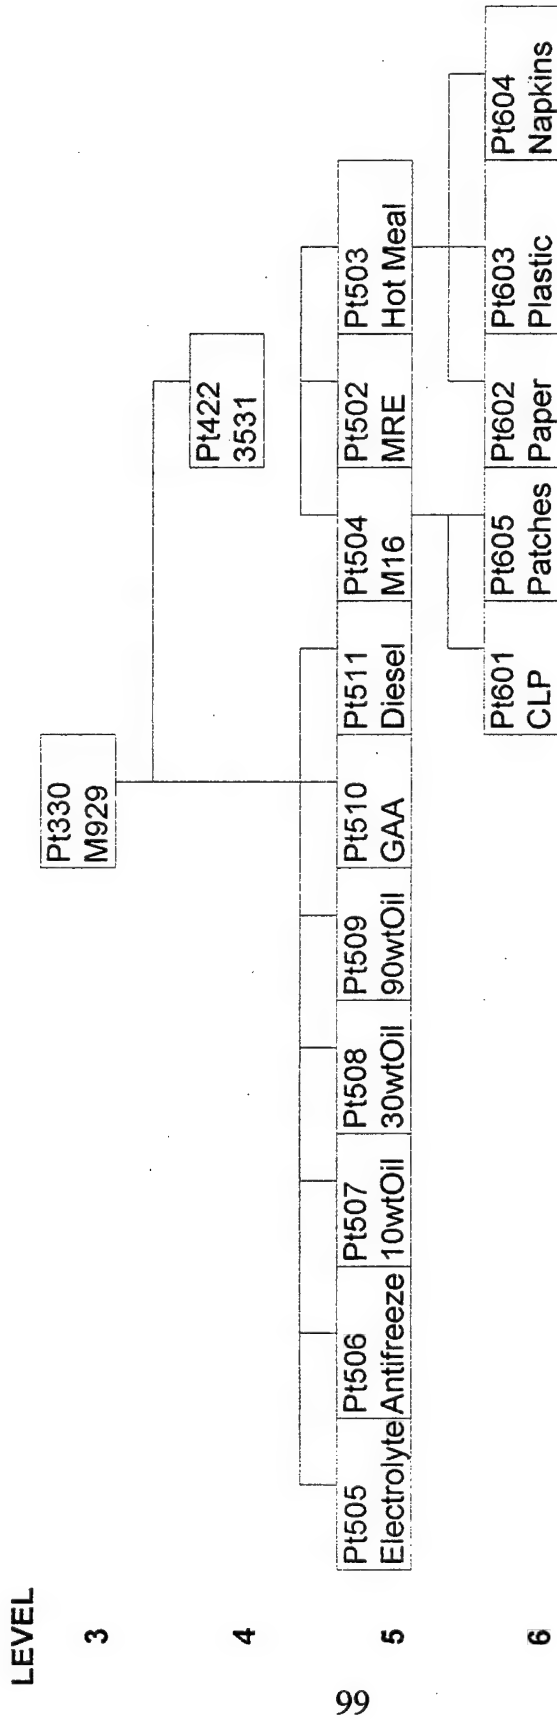 LEVEL
3
Pt330
M929
4
Pt422
3531
5
Pt505
Electrolyte
Pt506
Antifreeze
Pt507
10wtOil
Pt508
30wtOil
Pt509
90wtOil
Pt510
GAA
Pt511
Diesel
Pt504
M16
Pt502
MRE
Pt503
Hot Meal
6
Pt601
CLP
Pt605
Patches
Pt602
Paper
Pt603
Plastic
Pt604
Napkins
99